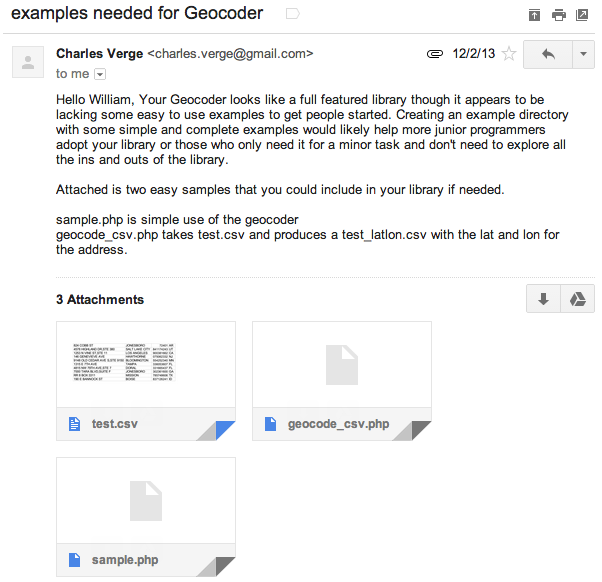 examples needed for Geocoder
Charles Verge <charles.verge@gmail.com>
12/2/13
to me
Hello William, Your Geocoder looks like a full featured library though it appears to be
lacking some easy to use examples to get people started. Creating an example directory
with some simple and complete examples would likely help more junior programmers
adopt your library or those who only need it for a minor task and don't need to explore all
the ins and outs of the library.
Attached is two easy samples that you could include in your library if needed.
sample.php is simple use of the geocoder
geocode_csv.php takes test.csv and produces a test_latlon.csv with the lat and lon for
the address.
3 Attachments
test.csv
geocode_csv.php
sample.php